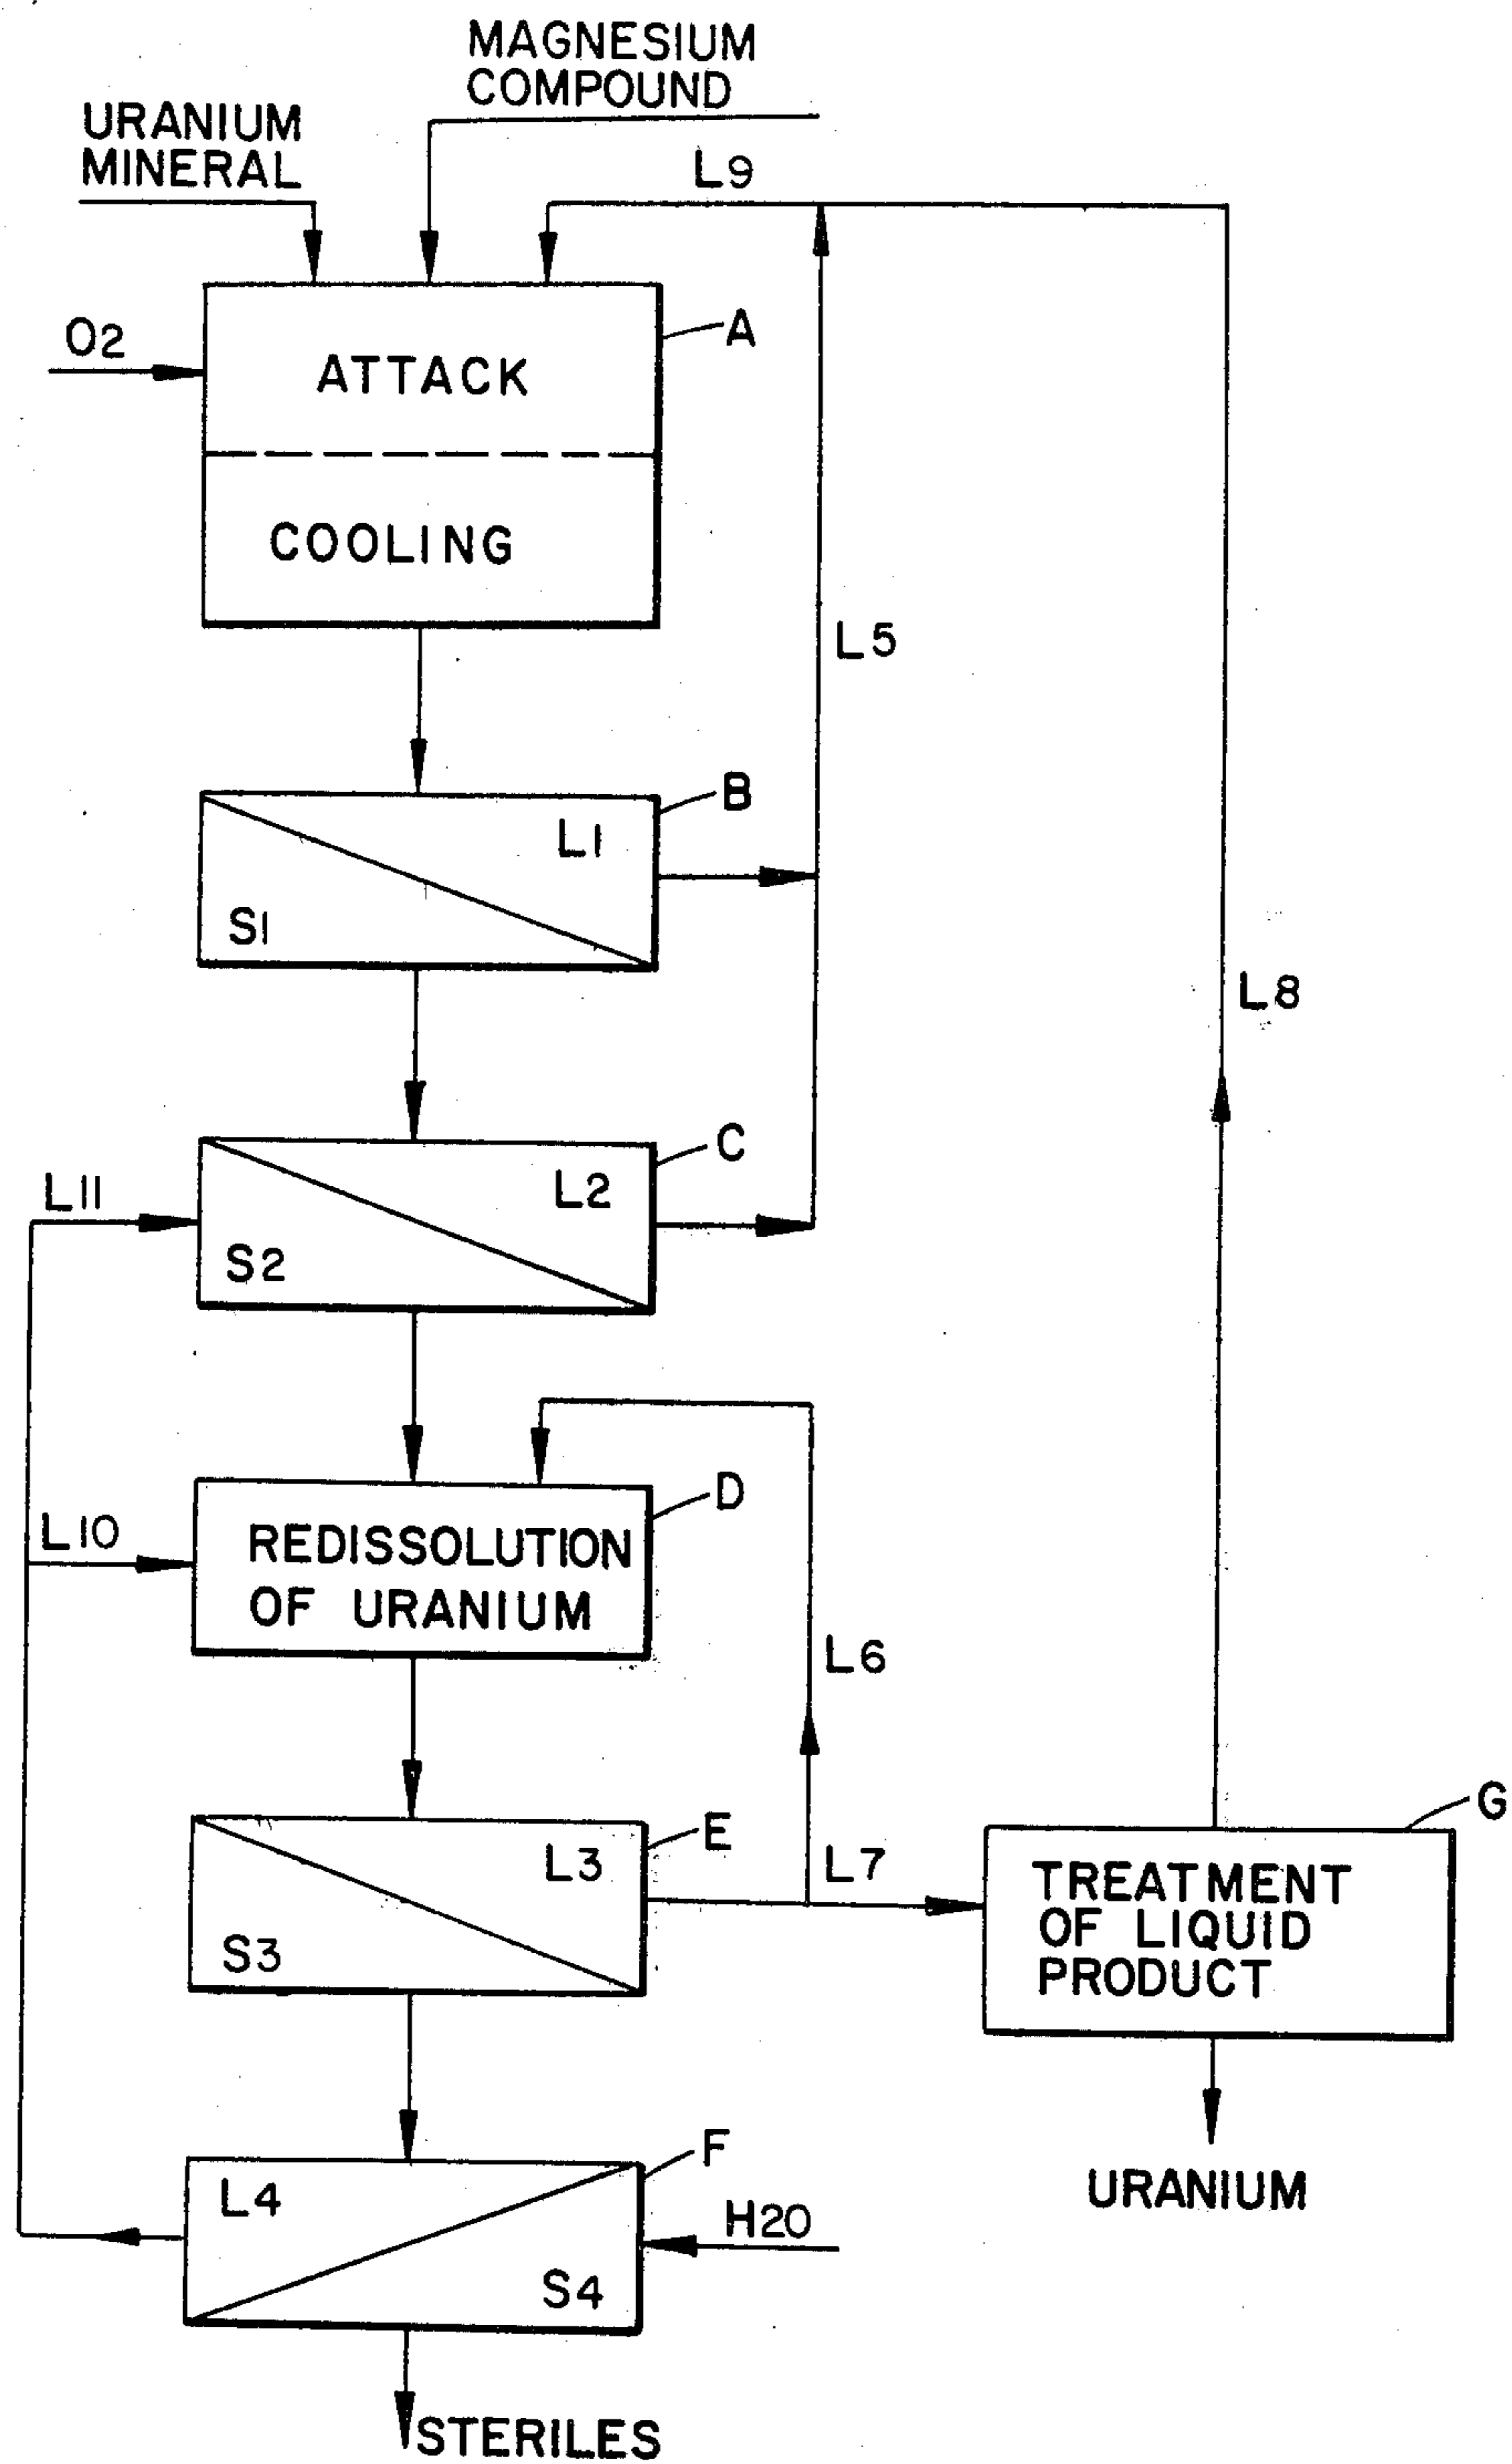 MAGNESIUM
COMPOUND
URANIUM
MINERAL
L9
O2
A
ATTACK
COOLING
L5
B
L1
S1
L8
C
L2
L11
S2
D
L10
REDISSOLUTION
OF URANIUM
L6
G
E
L3
L7
TREATMENT
OF LIQUID
PRODUCT
S3
F
L4
H20
URANIUM
S4
STERILES